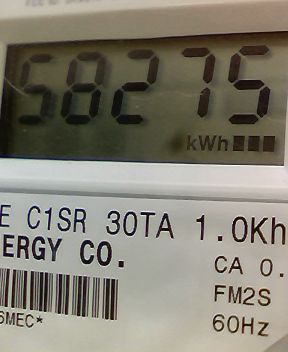 58275
kWh
E C1SR 30TA 1.0Kh
ERGY CO.
CA 0.
FM2S
6MEC*
60Hz